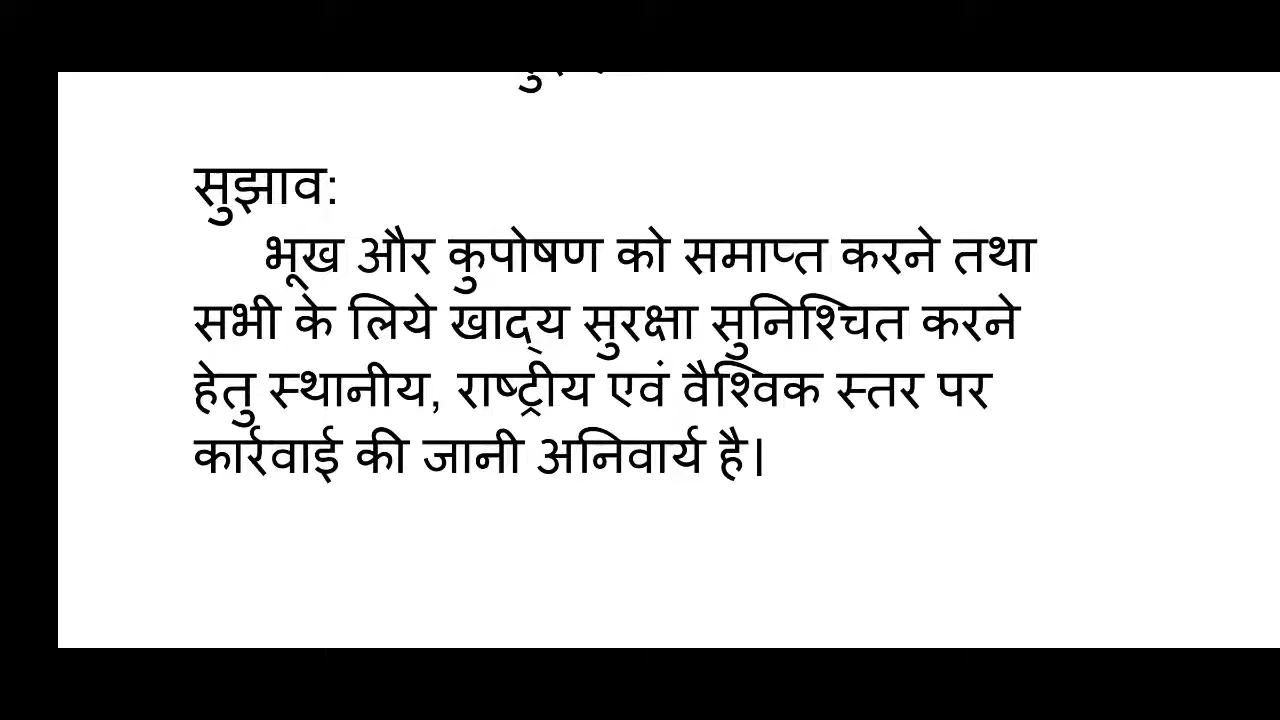 सुझाव:
भूख और कुपोषण को समाप्त करने तथा
सभी के लिये खाद्य सुरक्षा सुनिश्चित करने
हेतु स्थानीय, राष्ट्रीय एवं वैश्विक स्तर पर
कार्रवाई की जानी अनिवार्य है।